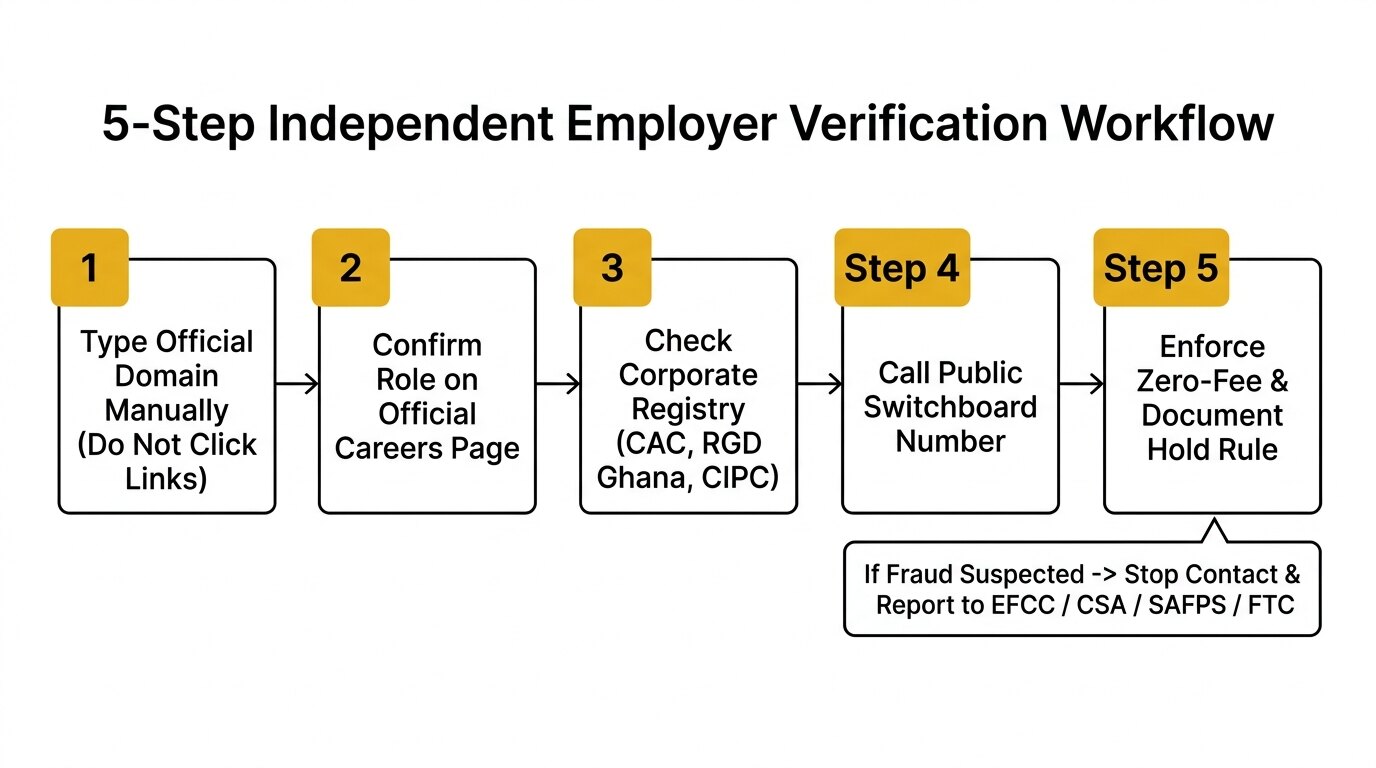 5-Step Independent Employer Verification Workflow
1
Type Official
Domain
Manually
(Do Not Click
Links)
2
Confirm
Role on
Official
Careers Page
3
Check
Corporate
Registry
(CAC, RGD
Ghana, CIPC)
Step 4
Call Public
Switchboard
Number
Step 5
Enforce
Zero-Fee &
Document
Hold Rule
If Fraud Suspected -> Stop Contact &
Report to EFCC / CSA / SAFPS / FTC